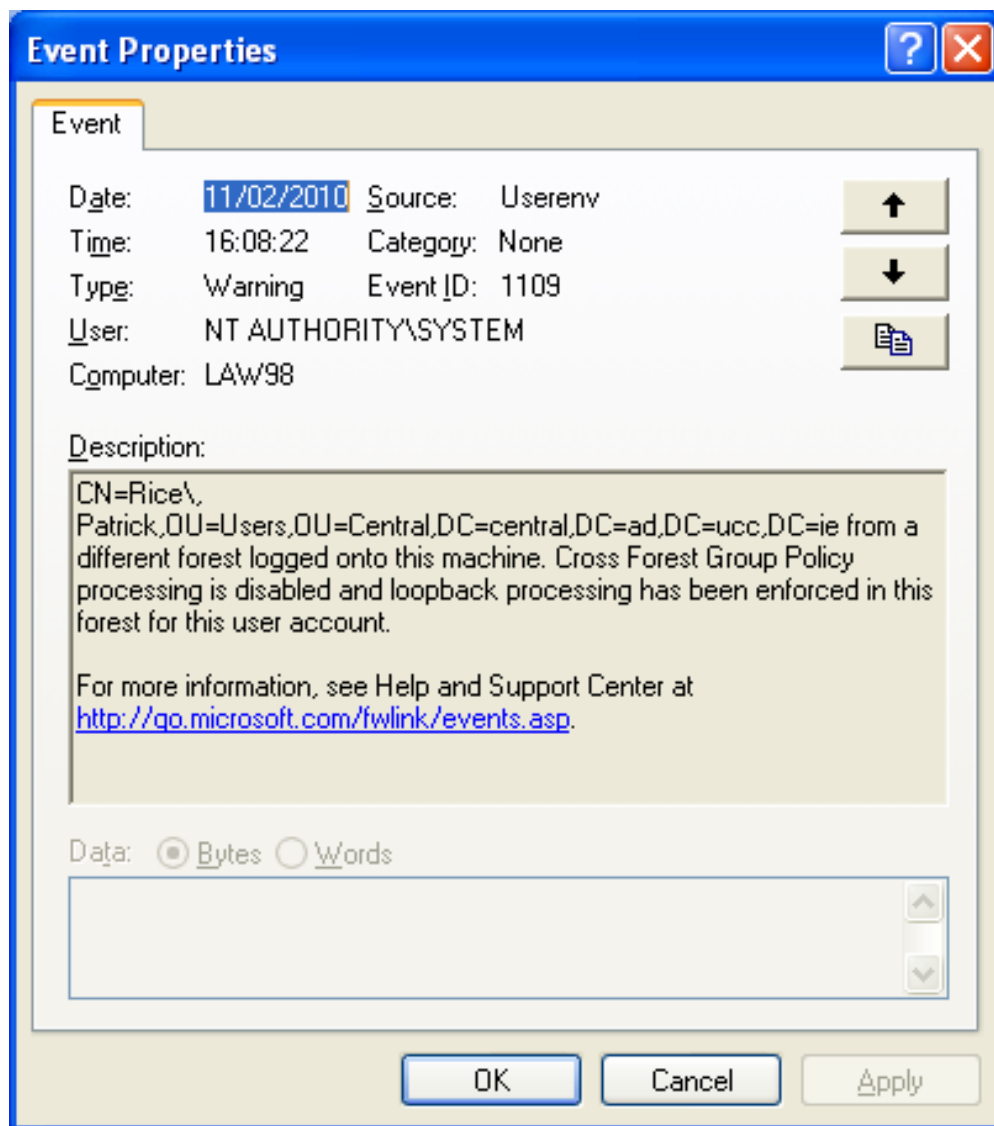 Event Properties
Event
Date: 11/02/2010 Source: Userenv
Time: 16:08:22 Category: None
Type: Warning Event ID: 1109
User: NT AUTHORITY\SYSTEM
Computer: LAW98
Description:
CN=Rice\,
Patrick,OU=Users,OU=Central,DC=central,DC=ad,DC=ucc,DC=ie from a
different forest logged onto this machine. Cross Forest Group Policy
processing is disabled and loopback processing has been enforced in this
forest for this user account.
For more information, see Help and Support Center at
http://go.microsoft.com/fwlink/events.asp.
Data: Bytes Words
OK Cancel Apply